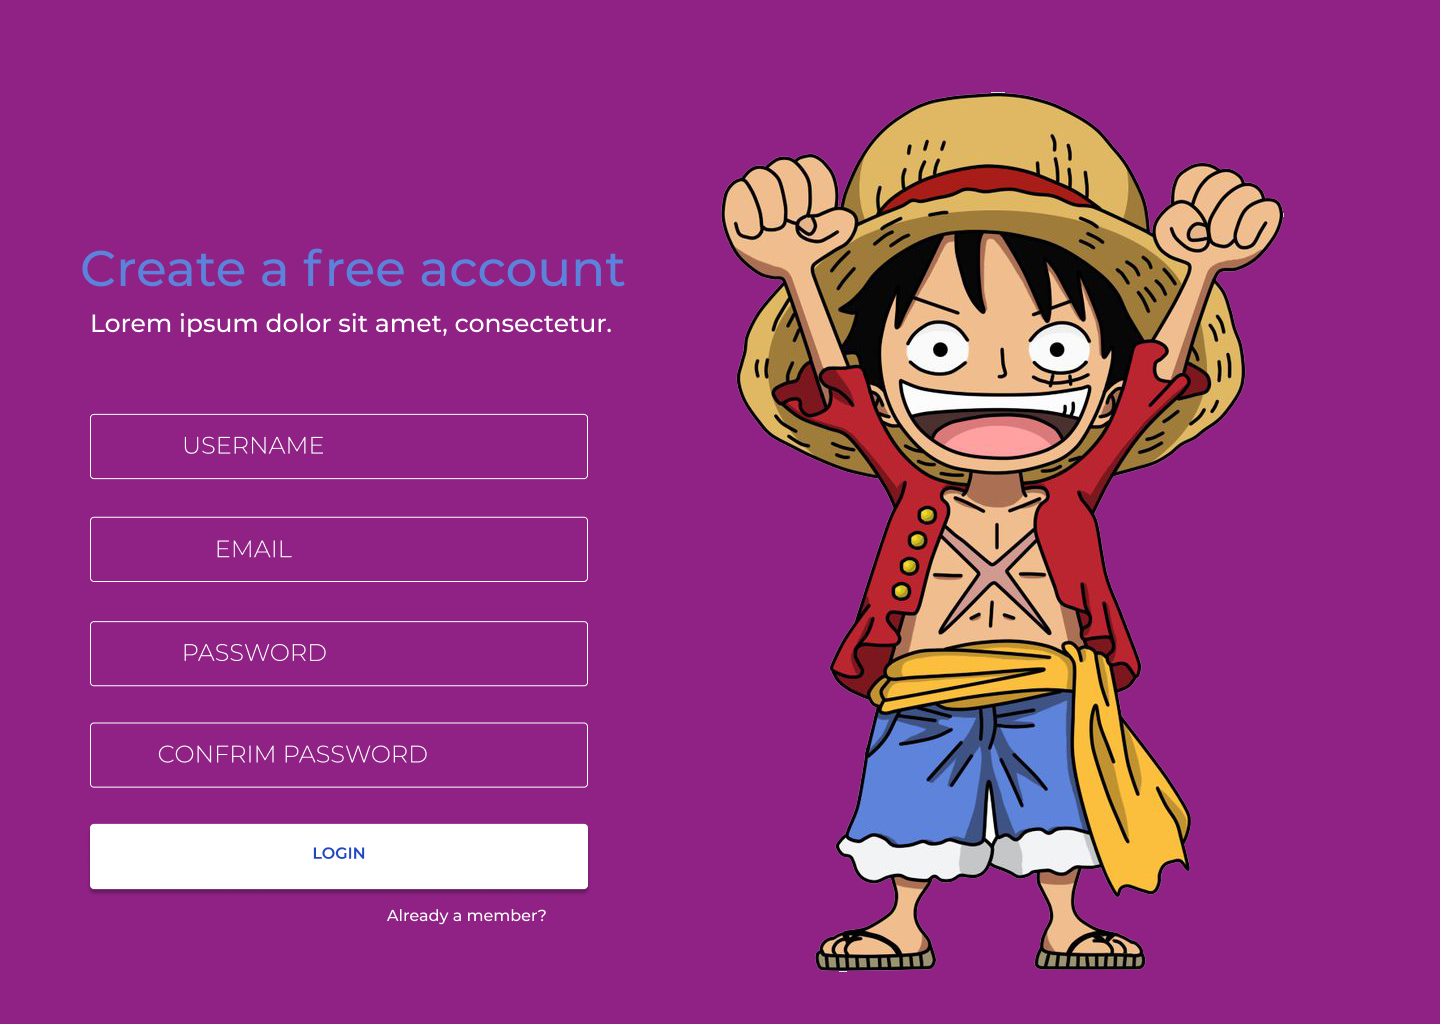 Create a free account
Lorem ipsum dolor sit amet, consectetur.
USERNAME
EMAIL
PASSWORD
CONFRIM PASSWORD
LOGIN
Already a member?